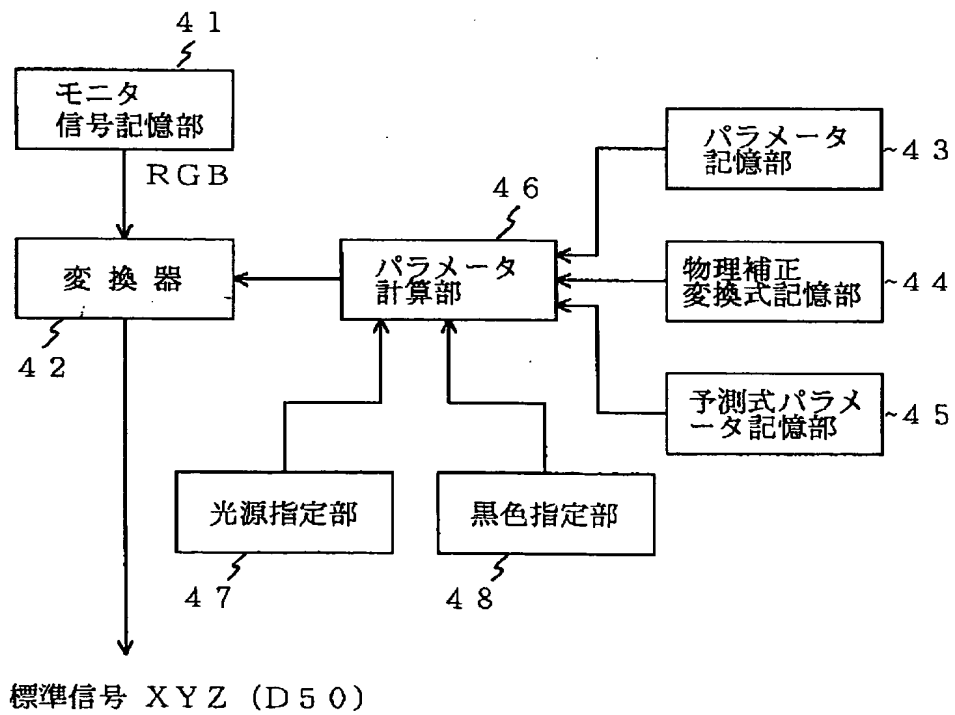 ４１
モニタ
信号記憶部
ＲＧＢ
パラメータ
記憶部
~４３
４６
変換器
パラメータ
計算部
物理補正
変換式記憶部
~４４
４２
予測式パラメ
ータ記憶部
~４５
光源指定部
黒色指定部
４７
４８
標準信号 ＸＹＺ（Ｄ５０）